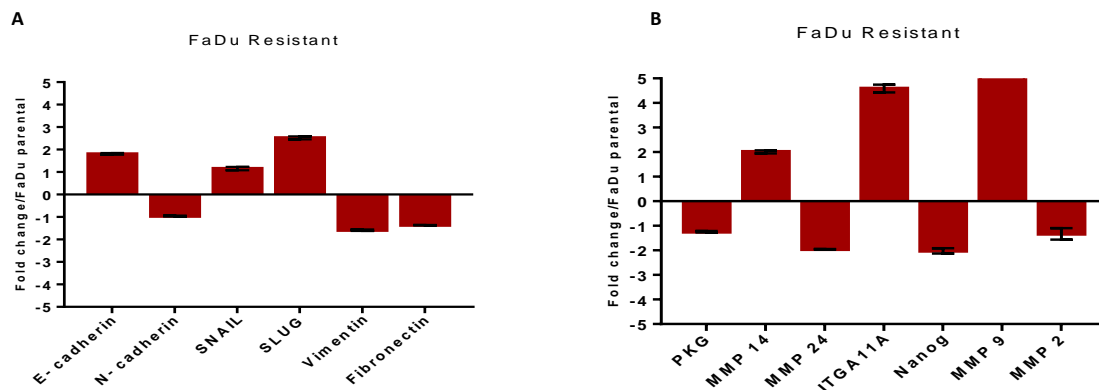 A
FaDu Resistant
Fold change/FaDu parental
5
4
3
2
1
0
-1
-2
-3
-4
-5
E- cadherin
N- cadherin
SNAIL
SLUG
Vimentin
Fibronectin
B
FaDu Resistant
Fold change/FaDu parental
5
4
3
2
1
0
-1
-2
-3
-4
-5
PKG
MMP 14
MMP 24
ITGA11A
Nanog
MMP 9
MMP 2